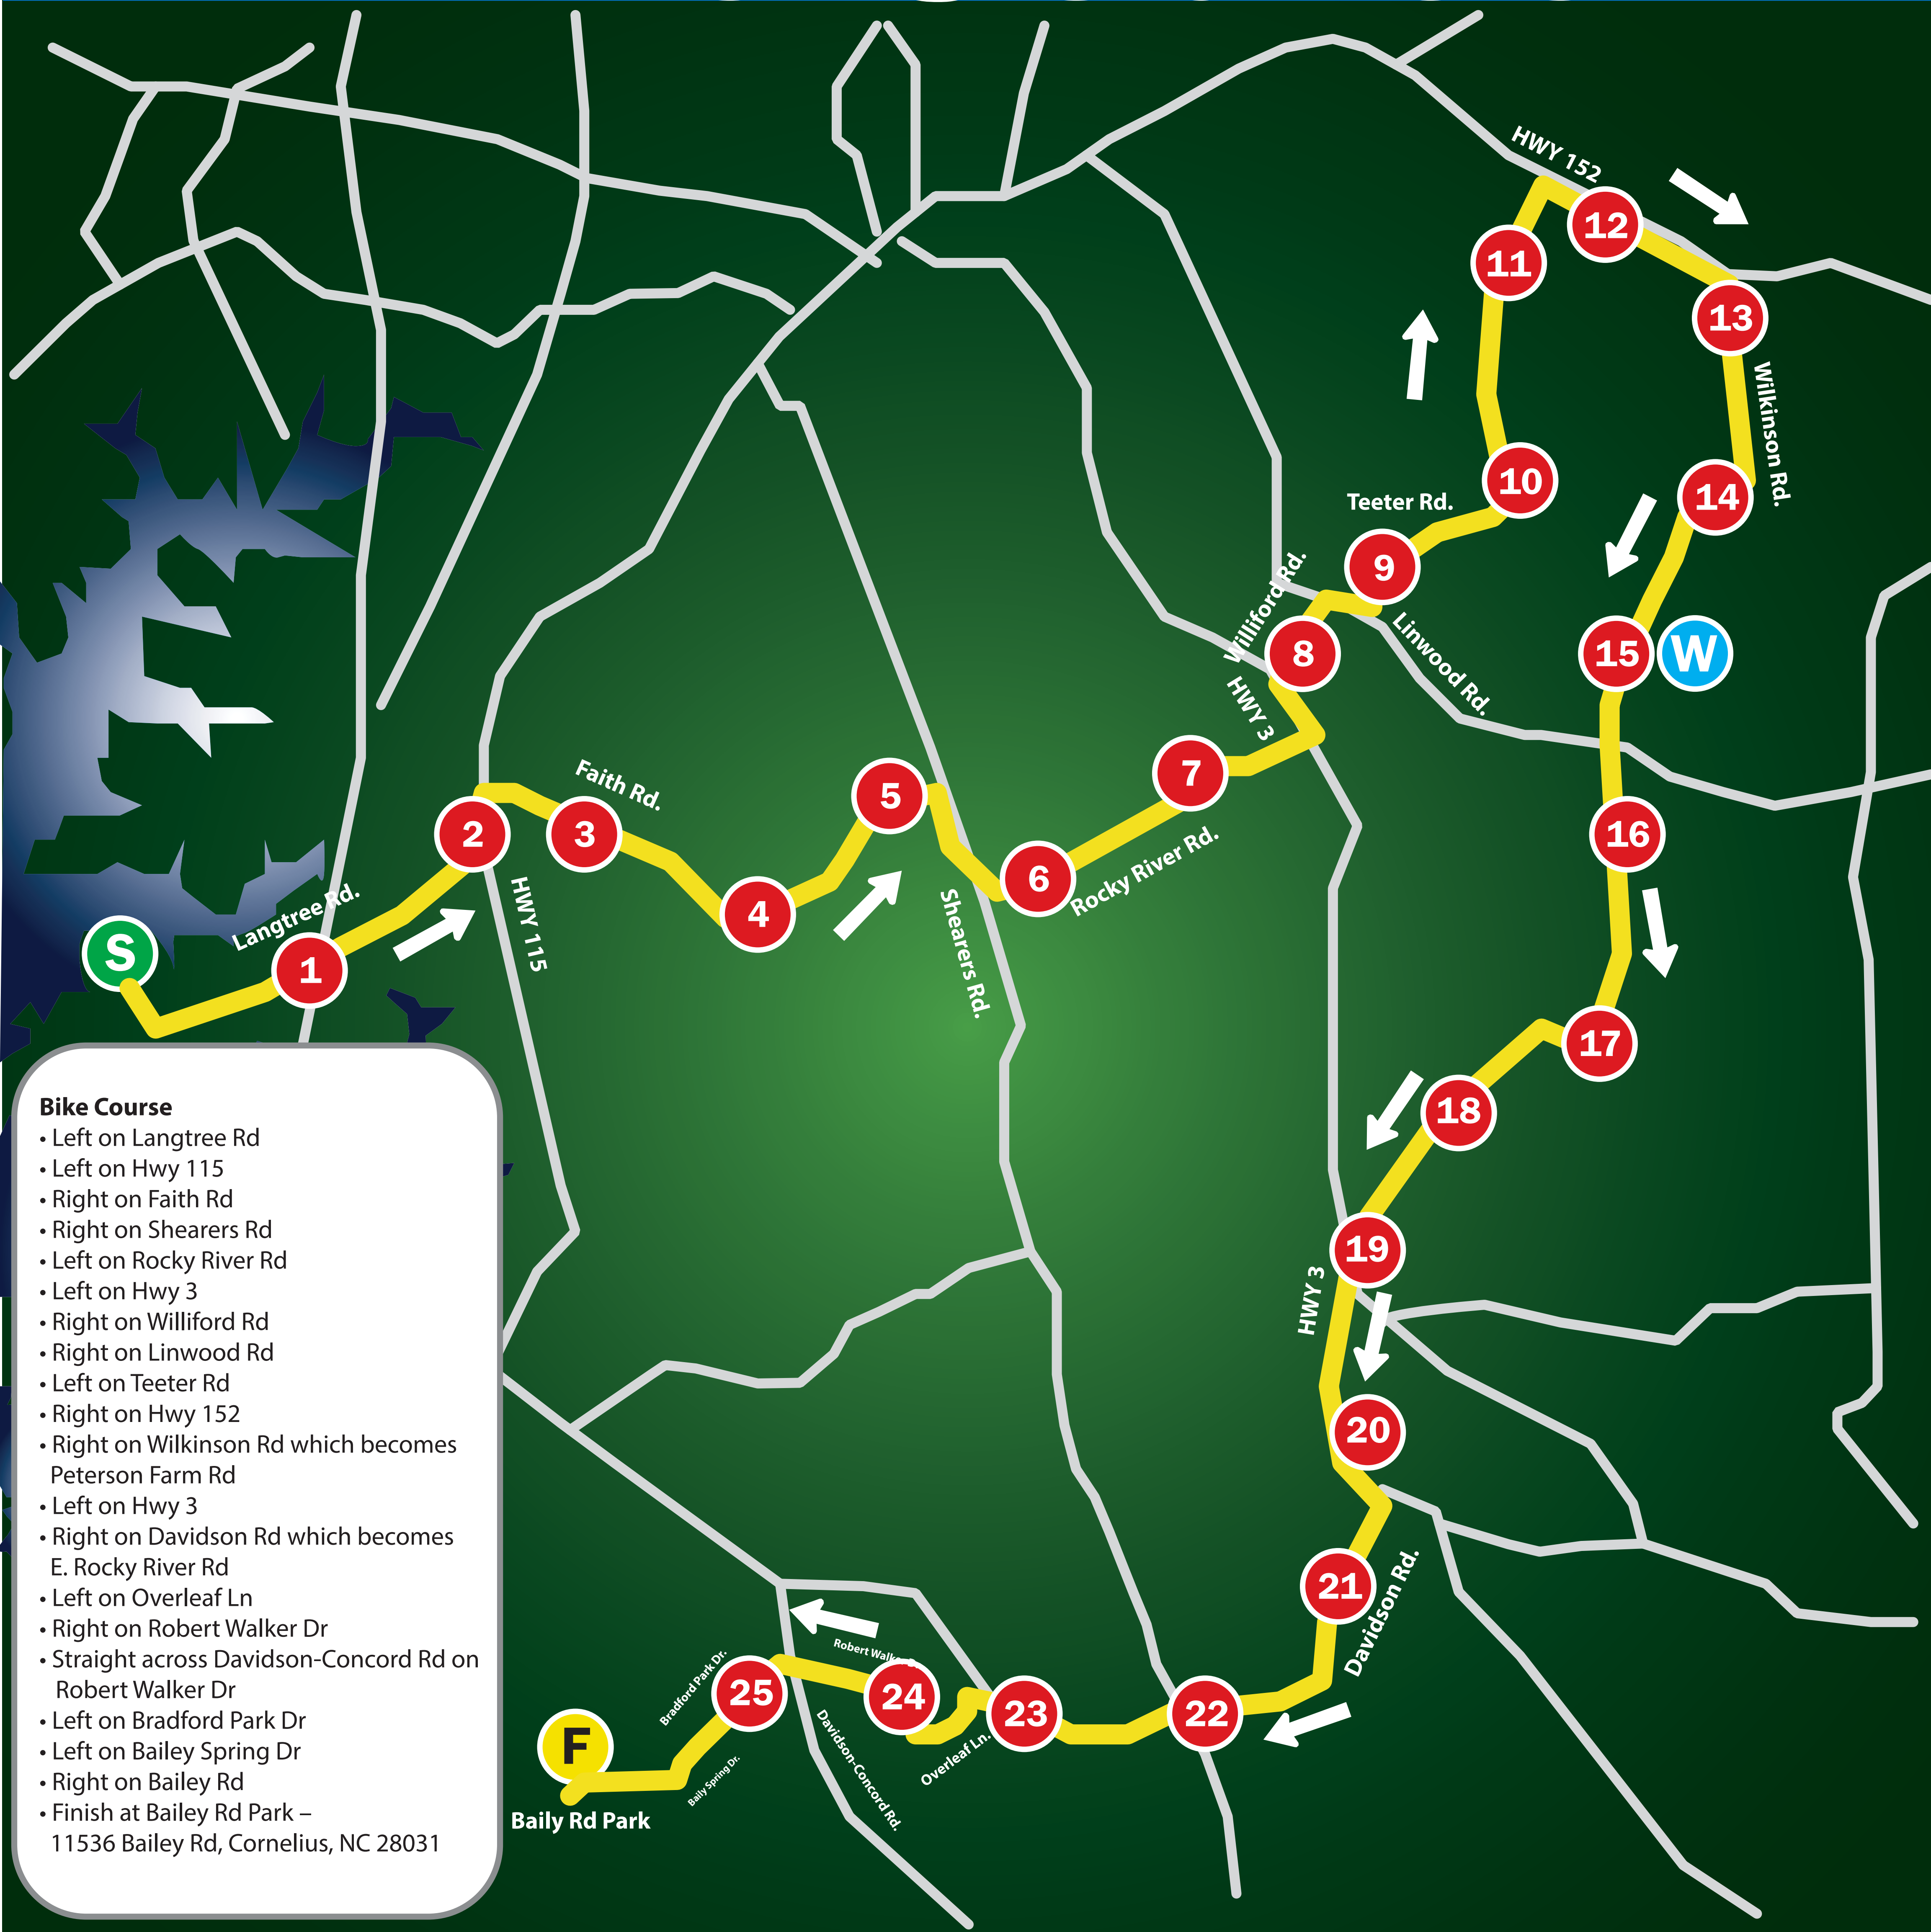 HWY 152
12
11
13
Wilkinson Rd.
10
14
Teeter Rd.
9
Williford Rd.
8
15
W
Linwood Rd.
HWY 3
7
Faith Rd.
5
2
3
16
6
Rocky River Rd.
4
HWY 115
Shearers Rd.
Langtree Rd.
S
1
17
18
19
HWY 3
20
21
Davidson Rd.
Robert Walker
Bradford Park Dr.
25
24
23
22
F
Overleaf Ln.
Baily Spring Dr.
Davidson-Concord Rd.
Baily Rd Park
Bike Course
• Left on Langtree Rd
• Left on Hwy 115
• Right on Faith Rd
• Right on Shearers Rd
• Left on Rocky River Rd
• Left on Hwy 3
• Right on Williford Rd
• Right on Linwood Rd
• Left on Teeter Rd
• Right on Hwy 152
• Right on Wilkinson Rd which becomes
Peterson Farm Rd
• Left on Hwy 3
• Right on Davidson Rd which becomes
E. Rocky River Rd
• Left on Overleaf Ln
• Right on Robert Walker Dr
• Straight across Davidson-Concord Rd on
Robert Walker Dr
• Left on Bradford Park Dr
• Left on Bailey Spring Dr
• Right on Bailey Rd
• Finish at Bailey Rd Park –
11536 Bailey Rd, Cornelius, NC 28031